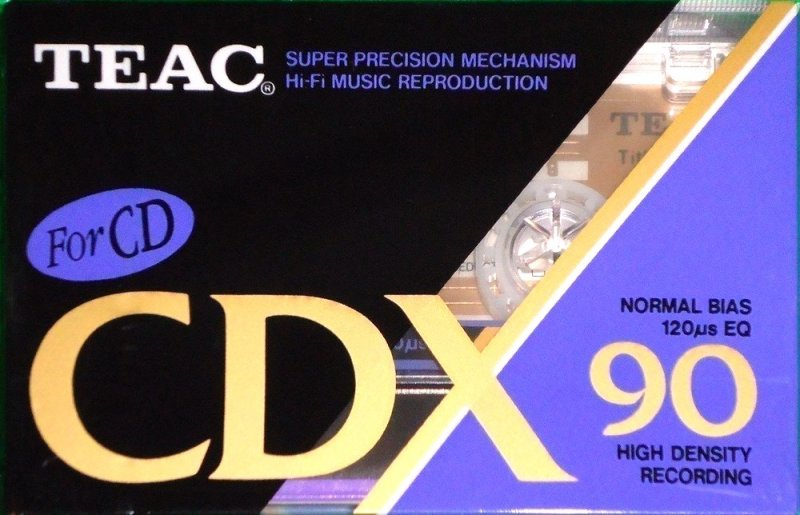 TEAC®
SUPER PRECISION MECHANISM
Hi-Fi MUSIC REPRODUCTION
TEA
For CD
CDX
NORMAL BIAS
120µs EQ
90
HIGH DENSITY
RECORDING